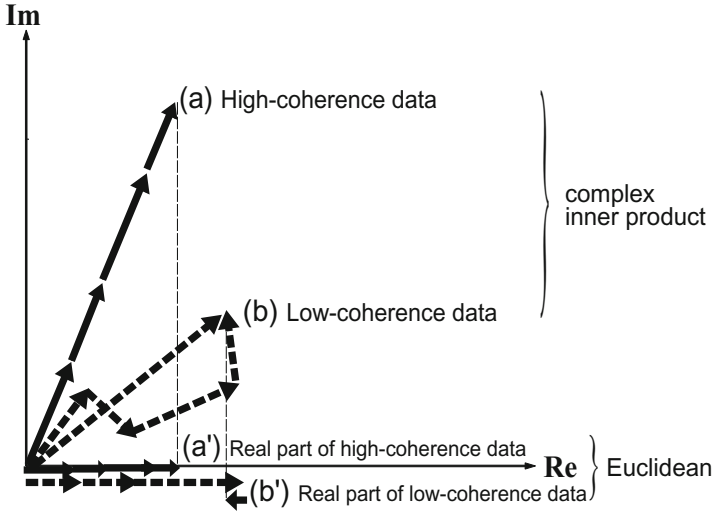 Im
(a) High-coherence data
complex
inner product
(b) Low-coherence data
(a') Real part of high-coherence data
Re
Euclidean
(b') Real part of low-coherence data